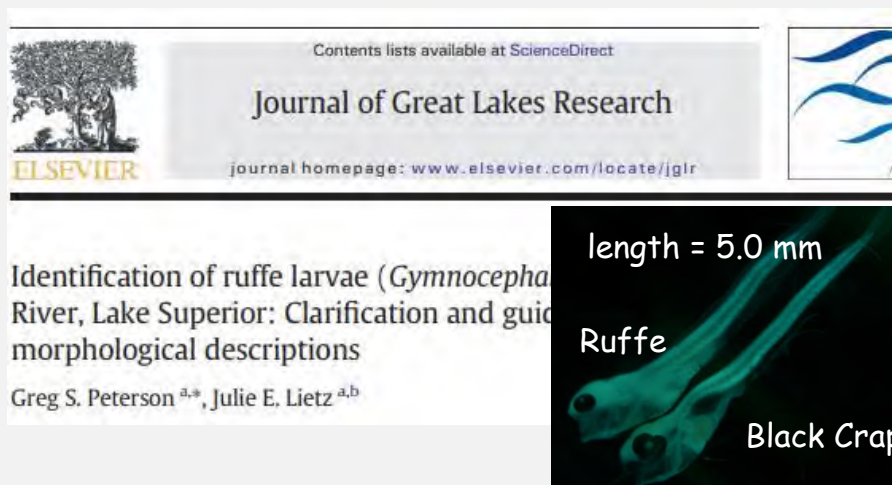 Contents lists available at ScienceDirect
Journal of Great Lakes Research
journal homepage: www.elsevier.com/locate/jglr
ELSEVIER
Identification of ruffe larvae (Gymnocepha
River, Lake Superior: Clarification and guid
morphological descriptions
Greg S. Peterson a,*, Julie E. Lietz a,b
length = 5.0 mm
Ruffe
Black Crap